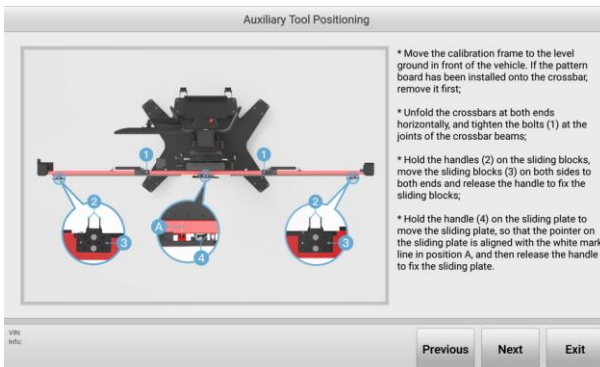 Auxiliary Tool Positioning
* Move the calibration frame to the level
ground in front of the vehicle. If the pattern
board has been installed onto the crossbar,
remove it first;
* Unfold the crossbars at both ends
horizontally, and tighten the bolts (1) at the
joints of the crossbar beams;
* Hold the handles (2) on the sliding blocks,
move the sliding blocks (3) on both sides to
both ends and release the handle to fix the
sliding blocks;
* Hold the handle (4) on the sliding plate to
move the sliding plate, so that the pointer on
the sliding plate is aligned with the white mark
line in position A, and then release the handle
to fix the sliding plate.
1
1
2
2
A
3
3
4
VIN:
Info:
Previous
Next
Exit